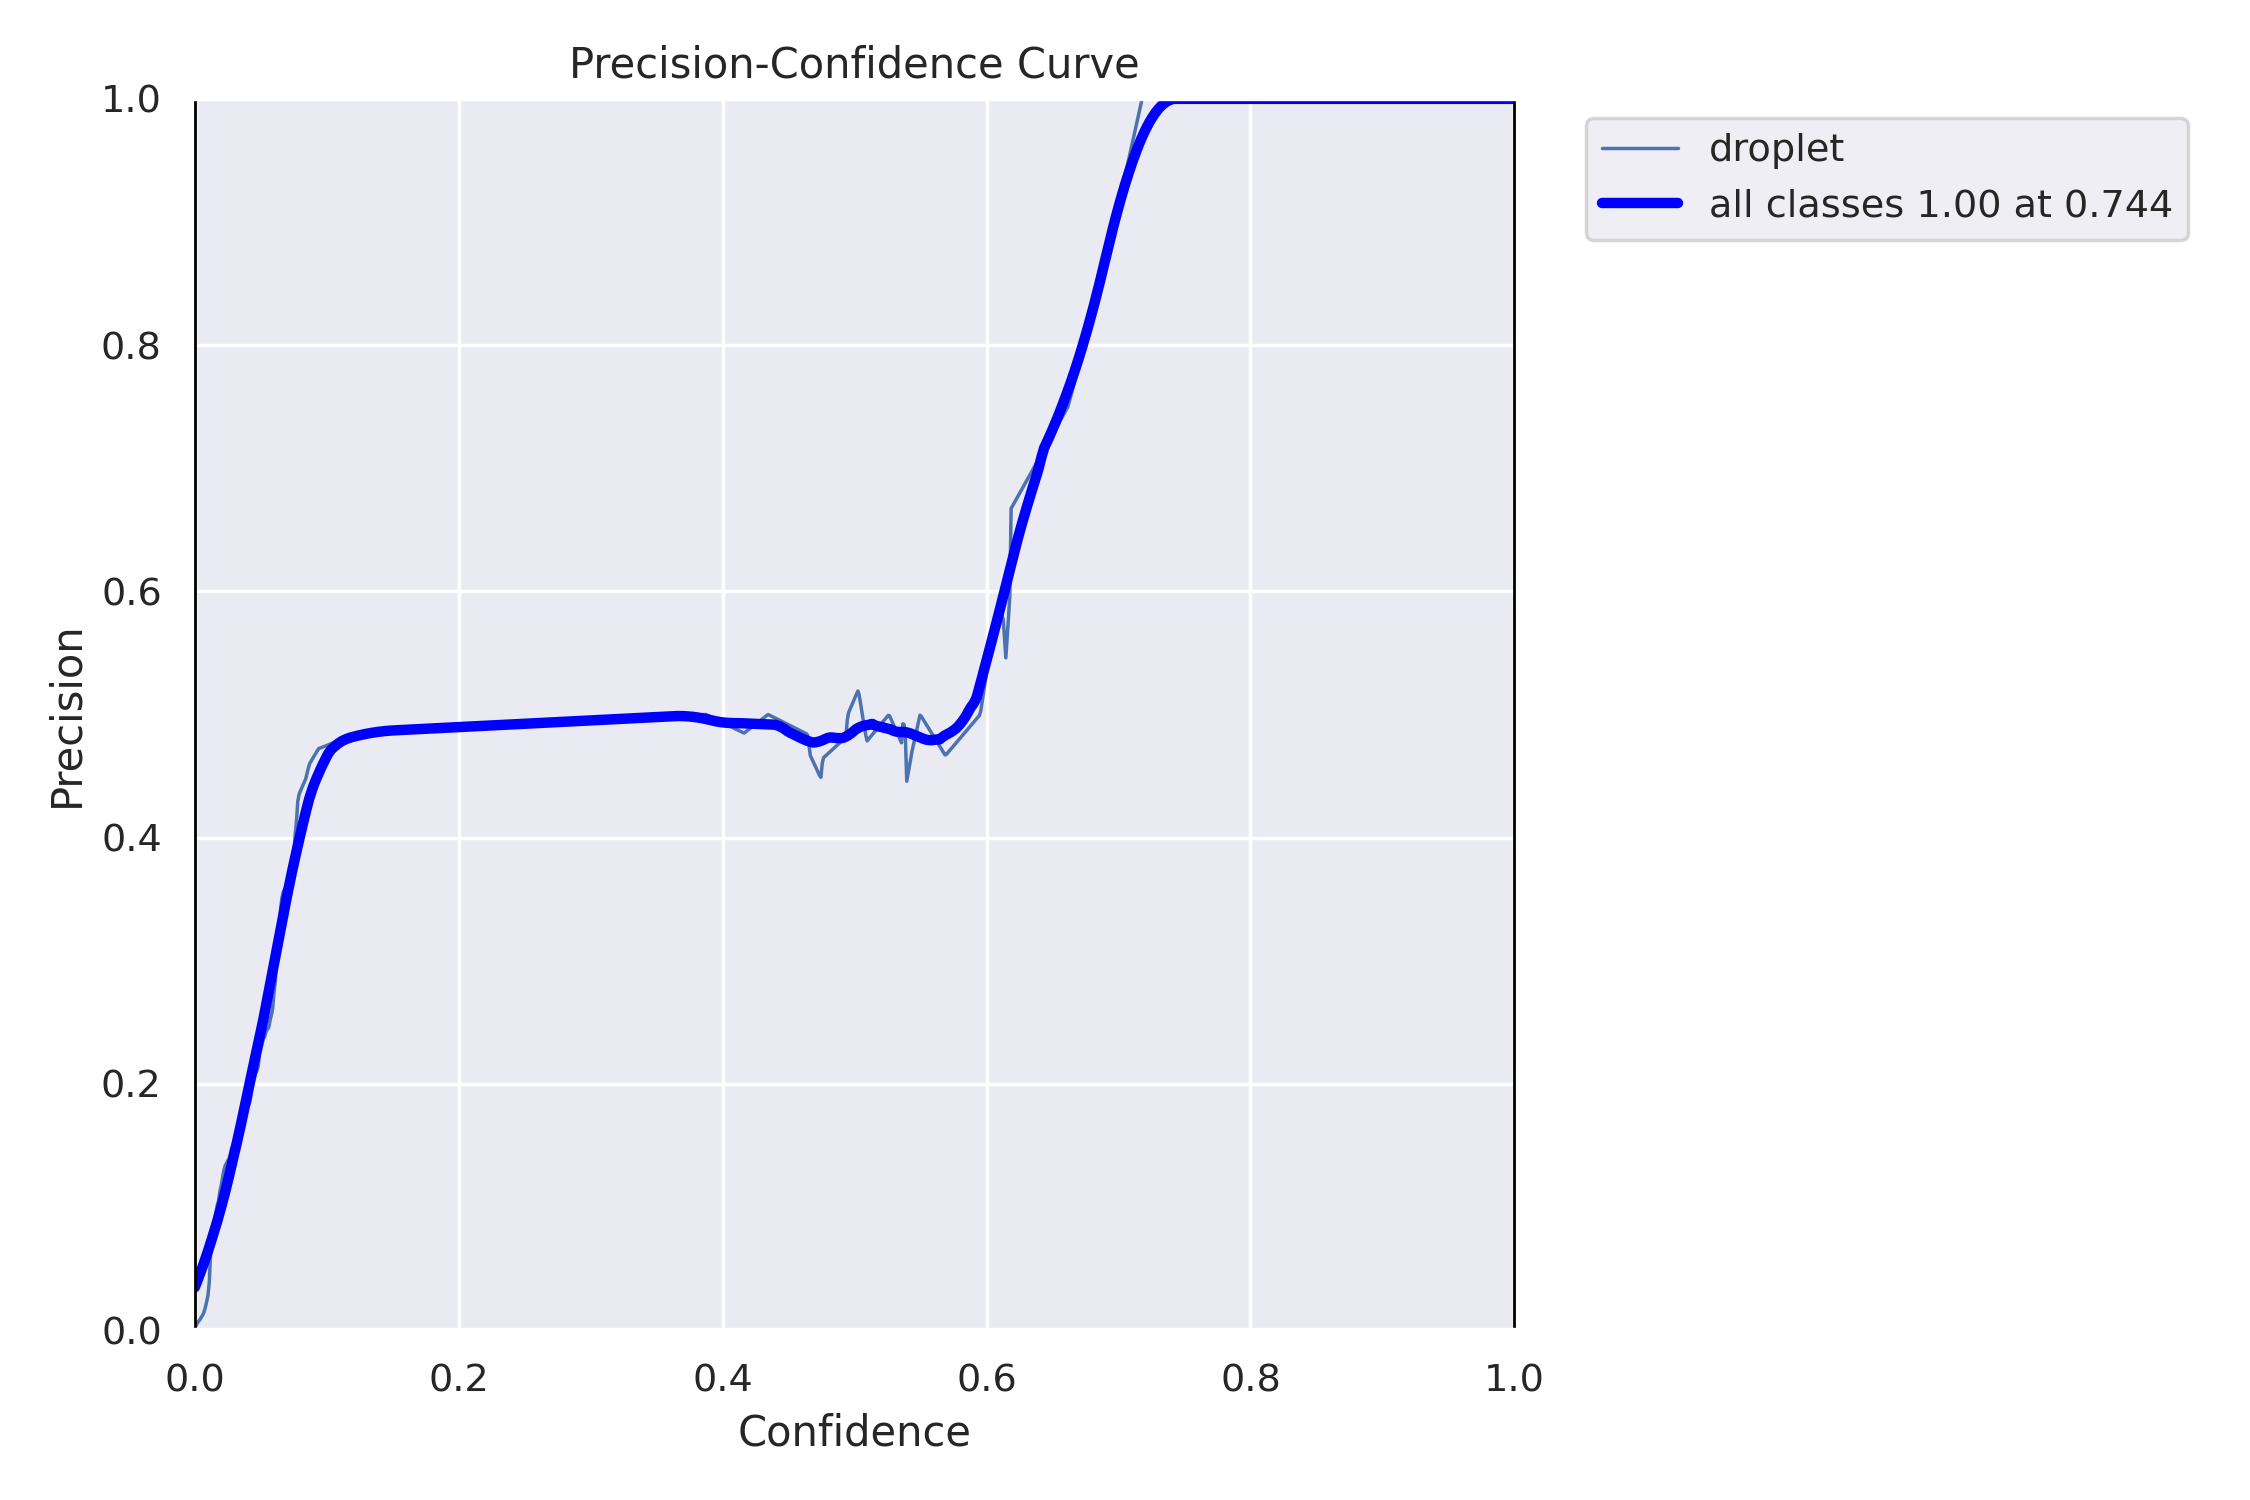 Precision-Confidence Curve
1.0
0.8
0.6
0.4
0.2
0.0
Precision
0.0 0.2 0.4 0.6 0.8 1.0
Confidence
droplet
all classes 1.00 at 0.744